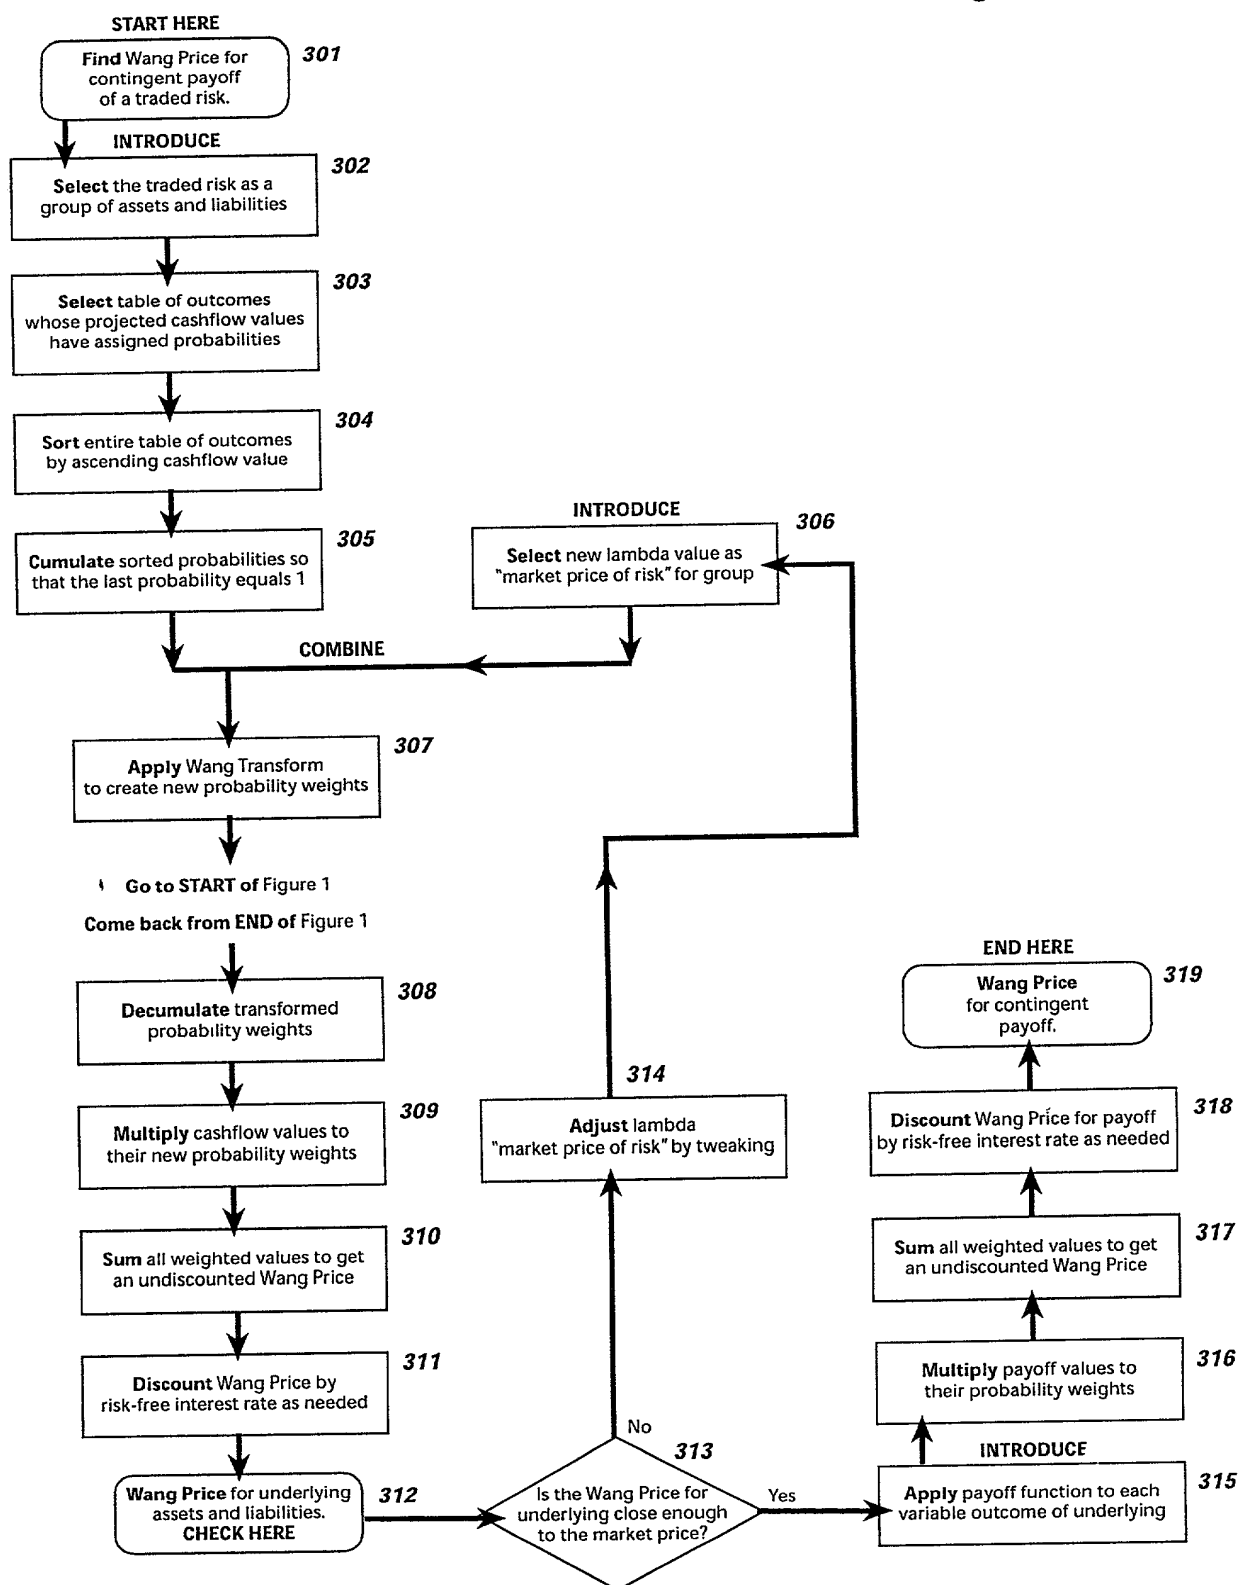 START HERE
Find Wang Price for
contingent payoff
of a traded risk.
301
INTRODUCE
Select the traded risk as a
group of assets and liabilities
302
Select table of outcomes
whose projected cashflow values
have assigned probabilities
303
Sort entire table of outcomes
by ascending cashflow value
304
Cumulate sorted probabilities so
that the last probability equals 1
305
INTRODUCE
Select new lambda value as
"market price of risk" for group
306
COMBINE
Apply Wang Transform
to create new probability weights
307
Go to START of Figure 1
Come back from END of Figure 1
Decumulate transformed
probability weights
308
Multiply cashflow values to
their new probability weights
309
Sum all weighted values to get
an undiscounted Wang Price
310
Discount Wang Price by
risk-free interest rate as needed
311
Wang Price for underlying
assets and liabilities.
CHECK HERE
312
Is the Wang Price for
underlying close enough
to the market price?
313
No
Yes
Adjust lambda
"market price of risk" by tweaking
314
INTRODUCE
Apply payoff function to each
variable outcome of underlying
315
Multiply payoff values to
their probability weights
316
Sum all weighted values to get
an undiscounted Wang Price
317
Discount Wang Price for payoff
by risk-free interest rate as needed
318
END HERE
Wang Price
for contingent
payoff.
319